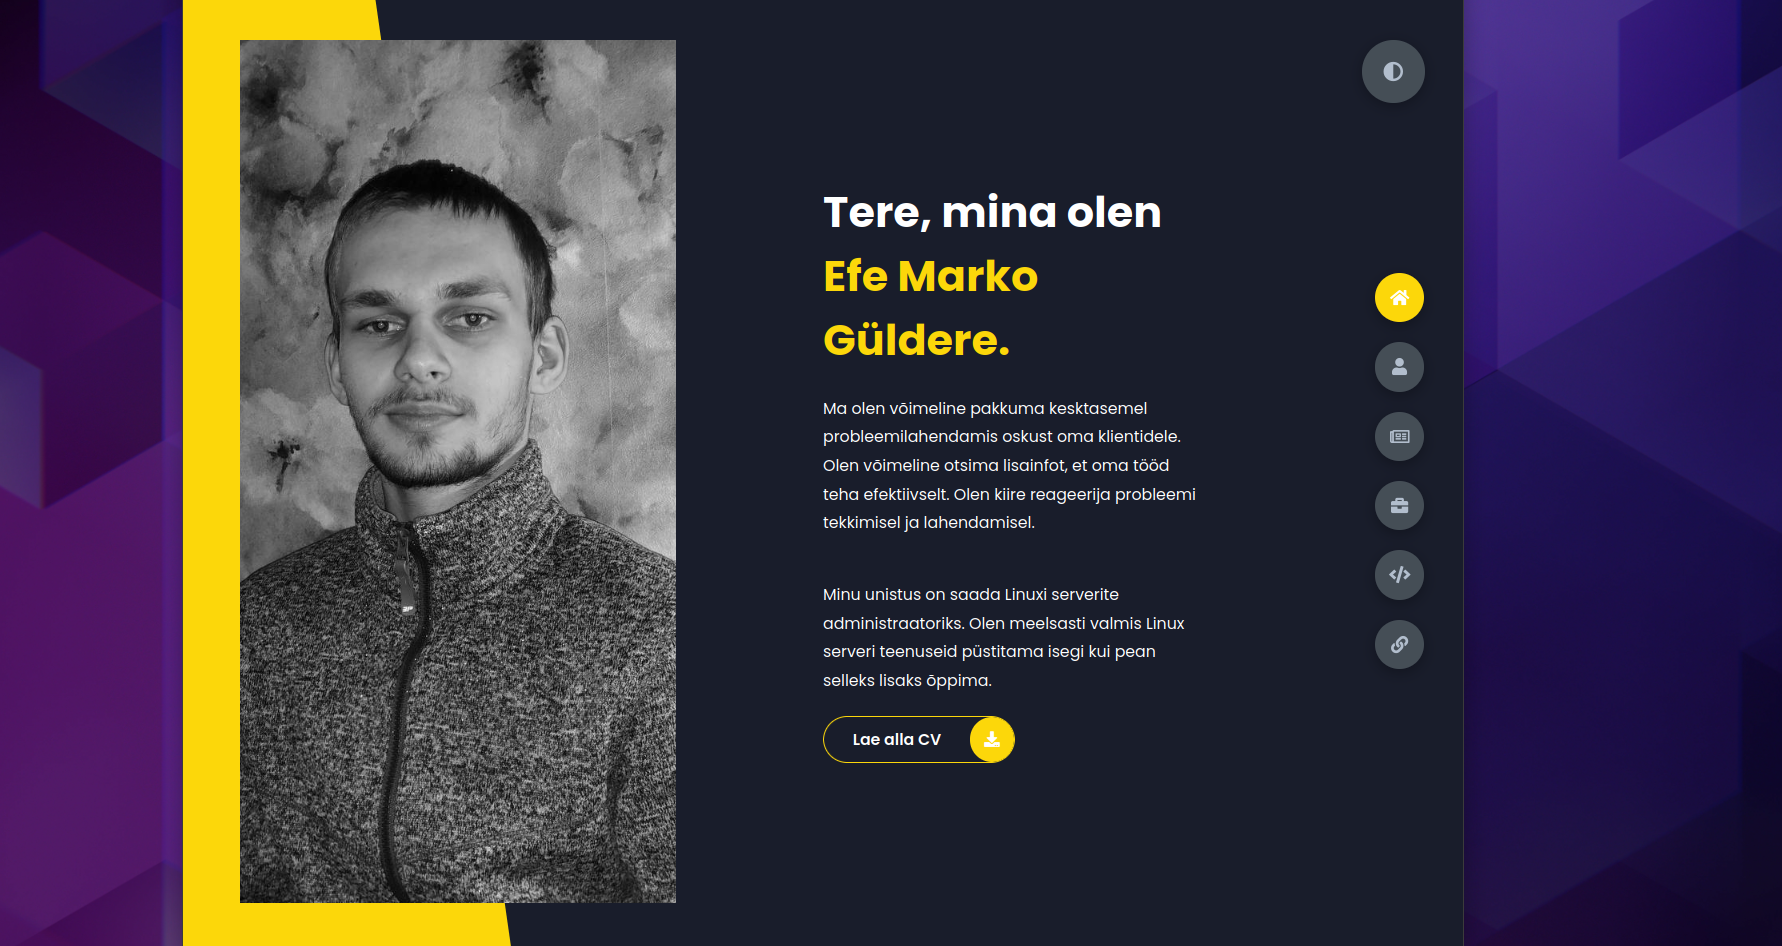 Tere, mina olen
Efe Marko
Güldere.
Ma olen võimeline pakkuma kesktasemel
probleemilahendamis oskust oma klientidele.
Olen võimeline otsima lisainfot, et oma tööd
teha efektiivselt. Olen kiire reageerija probleemi
tekkimisel ja lahendamisel.
Minu unistus on saada Linuxi serverite
administraatoriks. Olen meelsasti valmis Linux
serveri teenuseid püstitama isegi kui pean
selleks lisaks õppima.
Lae alla CV